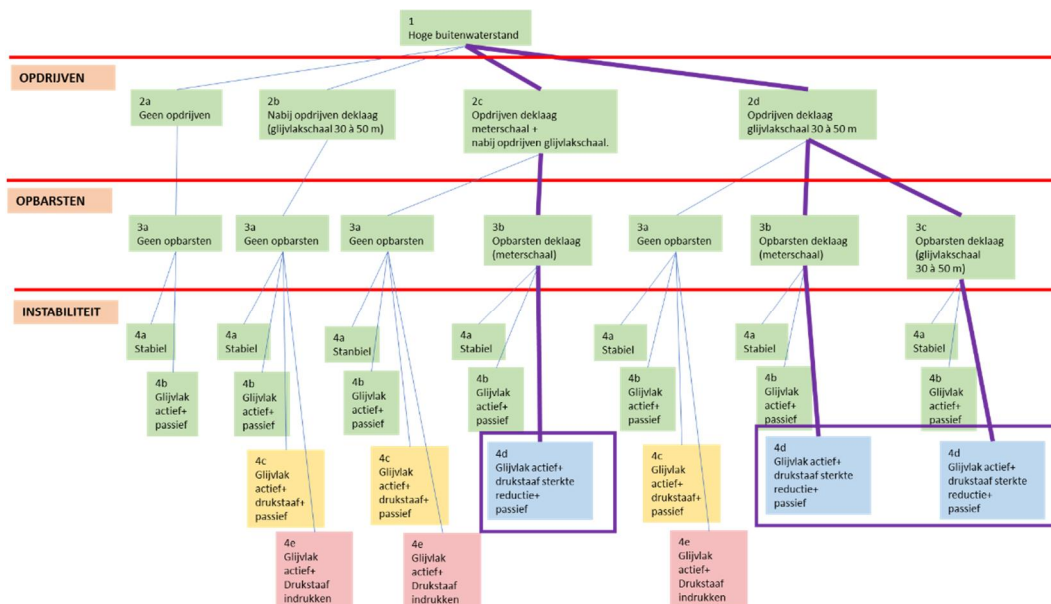 1
Hoge buitenwaterstand
OPDRIJVEN
2a
Geen opdrijven
2b
Nabij opdrijven deklaag
(glijvlakschaal 30 à 50 m)
2c
Opdrijven deklaag
meterschaal +
nabij opdrijven glijvlakschaal.
2d
Opdrijven deklaag
glijvlakschaal 30 à 50 m
OPBARSTEN
3a
Geen opbarsten
3a
Geen opbarsten
3a
Geen opbarsten
3b
Opbarsten deklaag
(meterschaal)
3a
Geen opbarsten
3b
Opbarsten deklaag
(meterschaal)
3c
Opbarsten deklaag
(glijvlakschaal
30 à 50 m)
INSTABILITEIT
4a
Stabiel
4a
Stabiel
4a
Stanbiel
4a
Stabiel
4a
Stabiel
4a
Stabiel
4a
Stabiel
4b
Glijvlak
actief+
passief
4b
Glijvlak
actief+
passief
4b
Glijvlak
actief+
passief
4b
Glijvlak
actief+
passief
4b
Glijvlak
actief+
passief
4b
Glijvlak
actief+
passief
4b
Glijvlak
actief+
passief
4c
Glijvlak
actief+
drukstaaf+
passief
4c
Glijvlak
actief+
drukstaaf+
passief
4d
Glijvlak actief+
drukstaaf sterkte
reductie+
passief
4c
Glijvlak
actief+
drukstaaf+
passief
4d
Glijvlak actief+
drukstaaf sterkte
reductie+
passief
4d
Glijvlak actief+
drukstaaf sterkte
reductie+
passief
4e
Glijvlak
actief+
Drukstaaf
indrukken
4e
Glijvlak
actief+
Drukstaaf
indrukken
4e
Glijvlak
actief+
Drukstaaf
indrukken